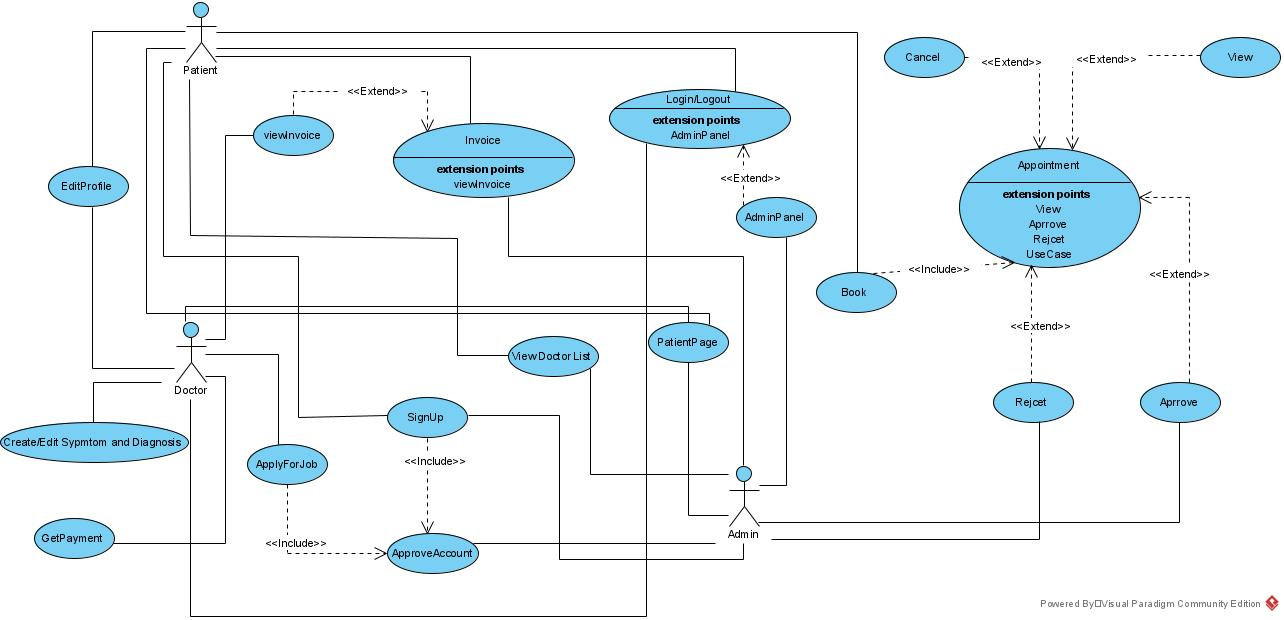 Patient
Cancel
<<Extend>>
<<Extend>>
View
<<Extend>>
viewInvoice
Invoice
extension points
viewInvoice
Login/Logout
extension points
AdminPanel
<<Extend>>
AdminPanel
Appointment
extension points
View
Aprrove
Rejcet
UseCase
EditProfile
<<Include>>
Book
<<Extend>>
<<Extend>>
Doctor
View Doctor List
PatientPage
Rejcet
Aprrove
Create/Edit Sypmtom and Diagnosis
SignUp
<<Include>>
ApplyForJob
GetPayment
<<Include>>
ApproveAccount
Admin
Powered By□Visual Paradigm Community Edition